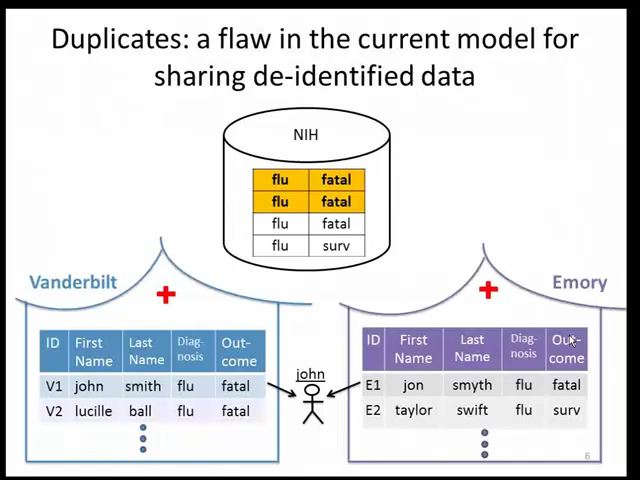 Duplicates: a flaw in the current model for
sharing de-identified data
NIH
flu fatal
flu fatal
flu fatal
flu surv
Vanderbilt
Emory
ID First Name Last Name Diag-nosis Out-come
V1 john smith flu fatal
V2 lucille ball flu fatal
john
ID First Name Last Name Diag-nosis Out-come
E1 jon smyth flu fatal
E2 taylor swift flu surv
6